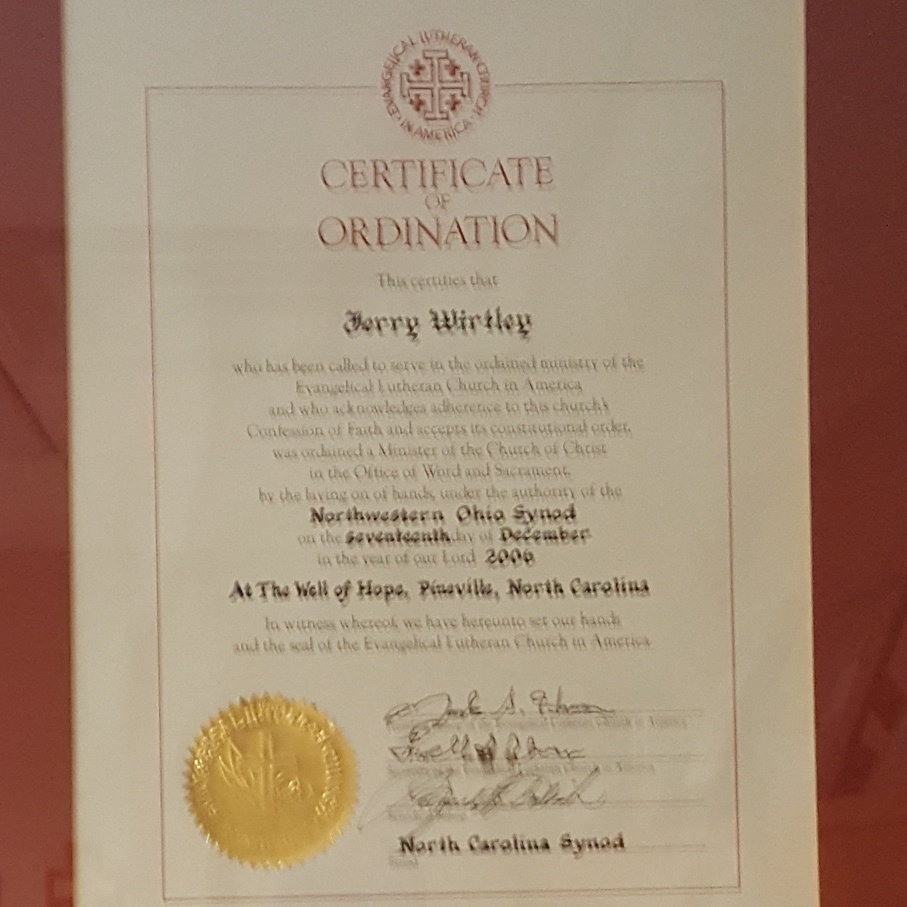 EVANGELICAL LUTHERAN CHURCH
IN AMERICA
CERTIFICATE
OF
ORDINATION
This certifies that
Jerry Wirtley
who has been called to serve in the ordained ministry of the
Evangelical Lutheran Church in America
and who acknowledges adherence to this church's
Confession of Faith and accepts its constitutional order,
was ordained a Minister of the Church of Christ
in the Office of Word and Sacrament,
by the laying on of hands, under the authority of the
Northwestern Ohio Synod
on the seventeenth day of December
in the year of our Lord 2006
At The Well of Hope, Pineville, North Carolina
In witness whereof, we have hereunto set our hands
and the seal of the Evangelical Lutheran Church in America
North Carolina Synod